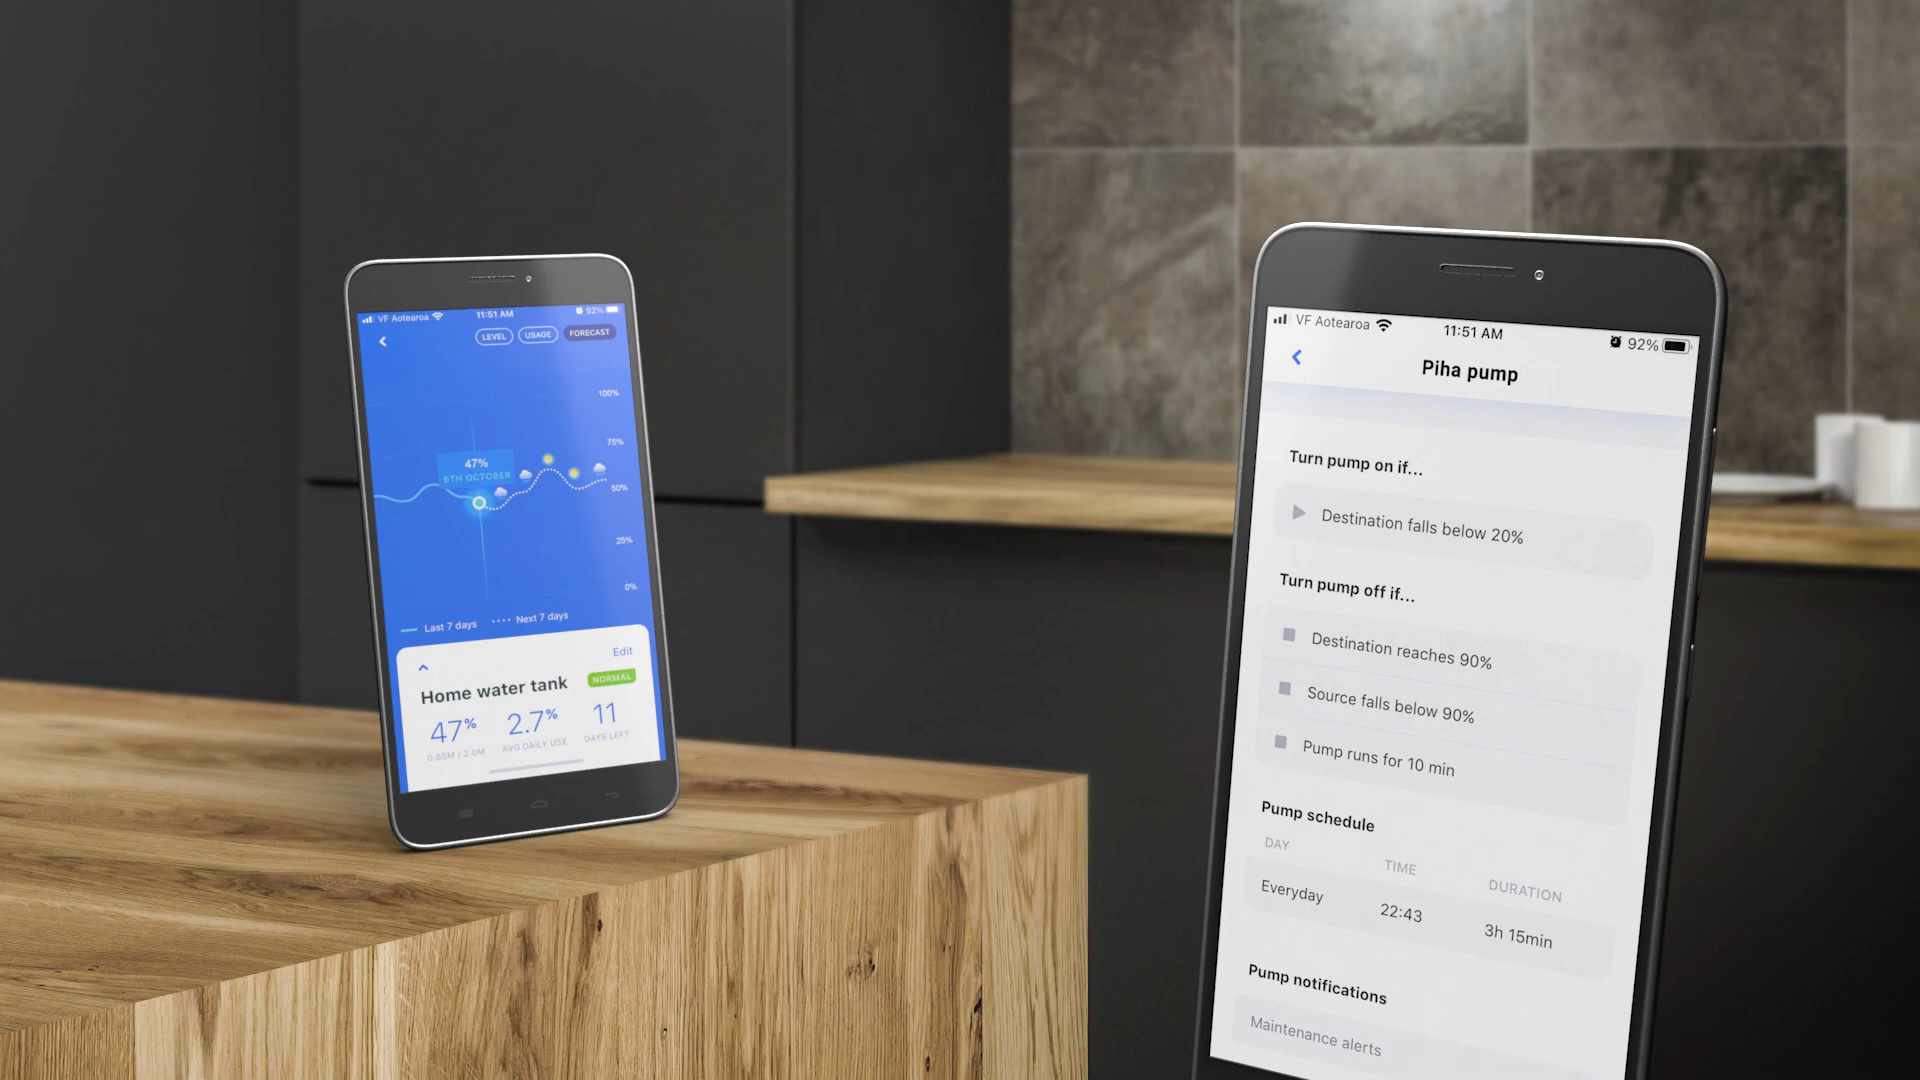 VF Aotearoa 11:51 AM 92%
LEVEL USAGE FORECAST
100%
75%
47%
6TH OCTOBER
50%
25%
0%
Last 7 days Next 7 days
Edit
Home water tank NORMAL
47% 2.7% 11
0.85M / 2.0M AVG DAILY USE DAYS LEFT
VF Aotearoa 11:51 AM 92%
Piha pump
Turn pump on if...
Destination falls below 20%
Turn pump off if...
Destination reaches 90%
Source falls below 90%
Pump runs for 10 min
Pump schedule
DAY TIME DURATION
Everyday 22:43 3h 15min
Pump notifications
Maintenance alerts